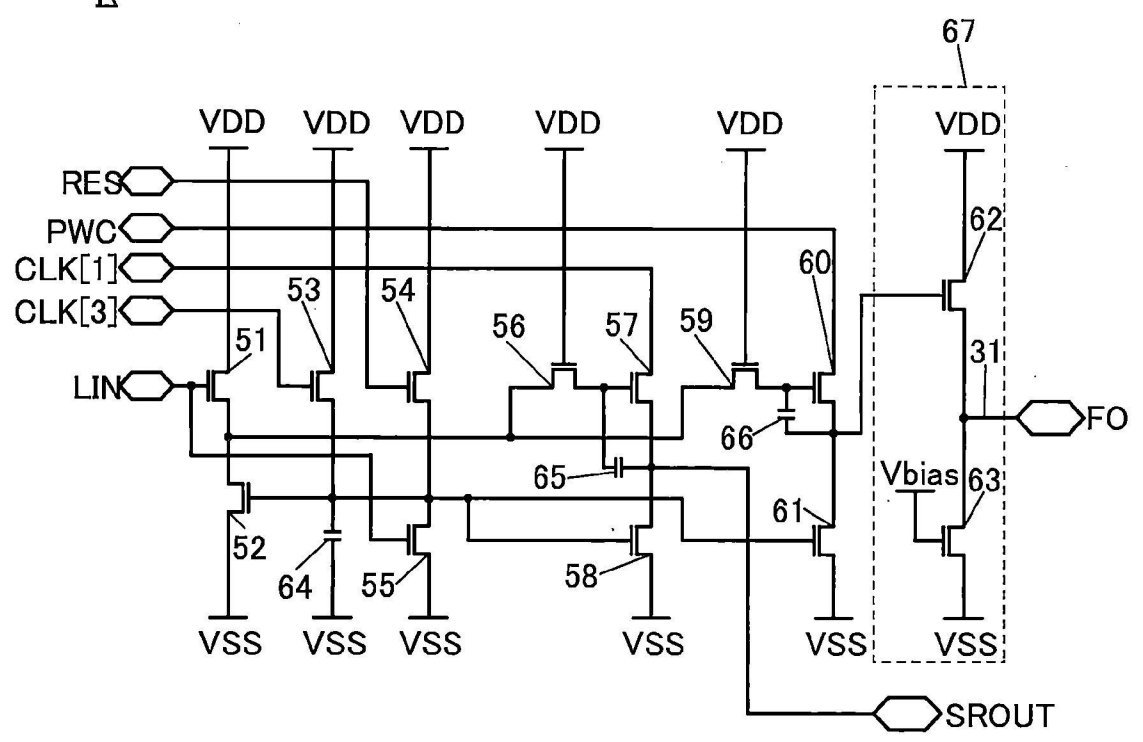 67
VDD VDD VDD VDD VDD VDD
RES
PWC
62
CLK[1]
60
53 54
CLK[3]
51 56 57 59
31
LIN
FO
66
65
Vbias 63
61
52
64 55 58
VSS VSS VSS VSS VSS VSS
SROUT